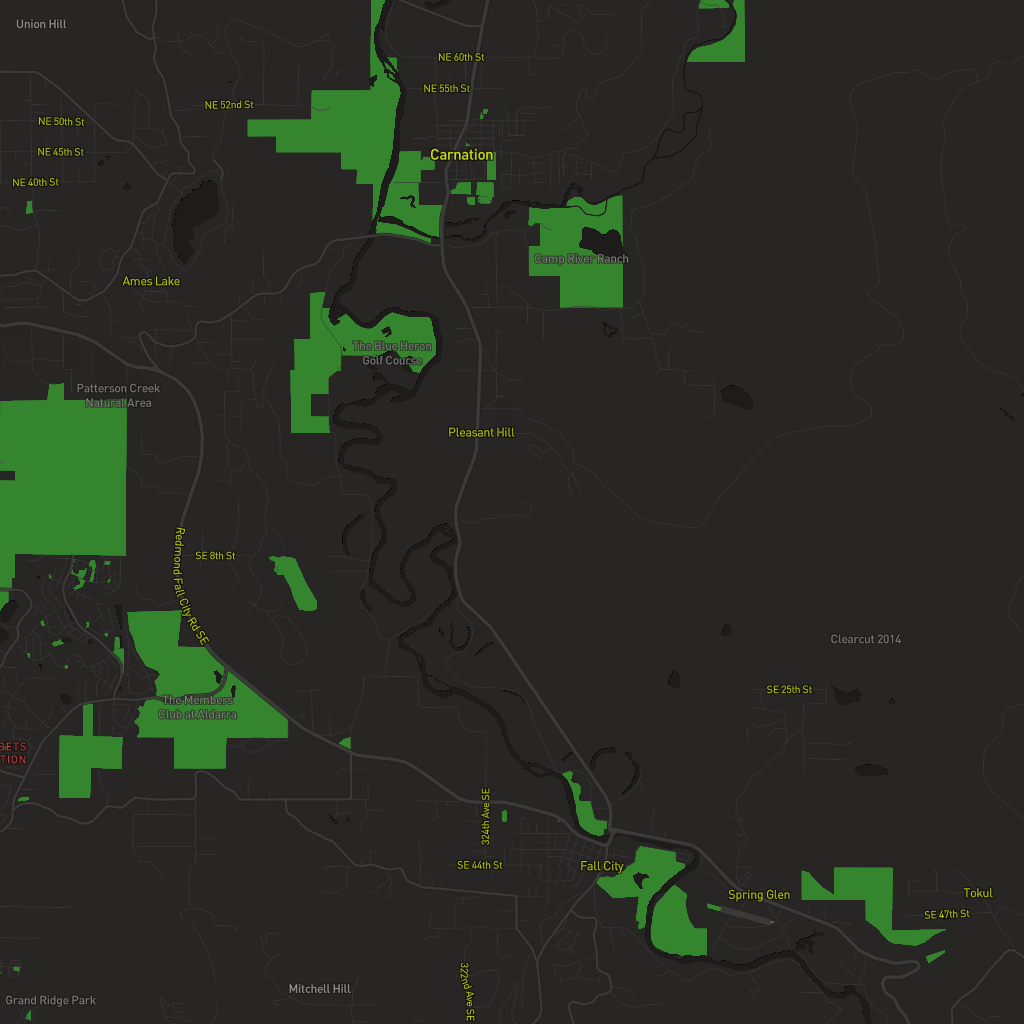 Union Hill
NE 60th St
NE 55th St
NE 52nd St
NE 50th St
NE 45th St
Carnation
NE 40th St
Camp River Ranch
Ames Lake
The Blue Heron
Golf Course
Patterson Creek
Natural Area
Pleasant Hill
SE 8th St
Redmond Fall City Rd SE
Clearcut 2014
SE 25th St
The Members
Club at Aldarra
BETS
TION
324th Ave SE
SE 44th St
Fall City
Spring Glen
Tokul
SE 47th St
322nd Ave SE
Mitchell Hill
Grand Ridge Park